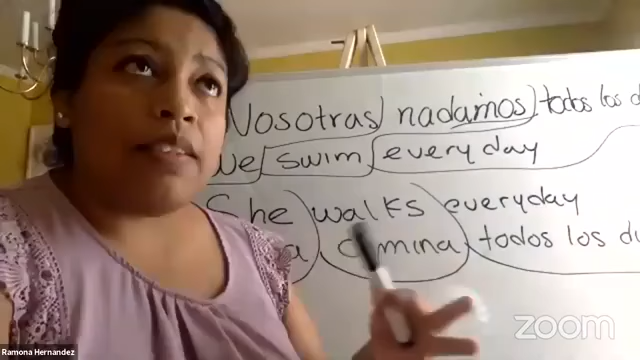 Nosotras nadamos todos los
We swim every day
She walks everyday
camina todos los
Ramona Hernandez
zoom